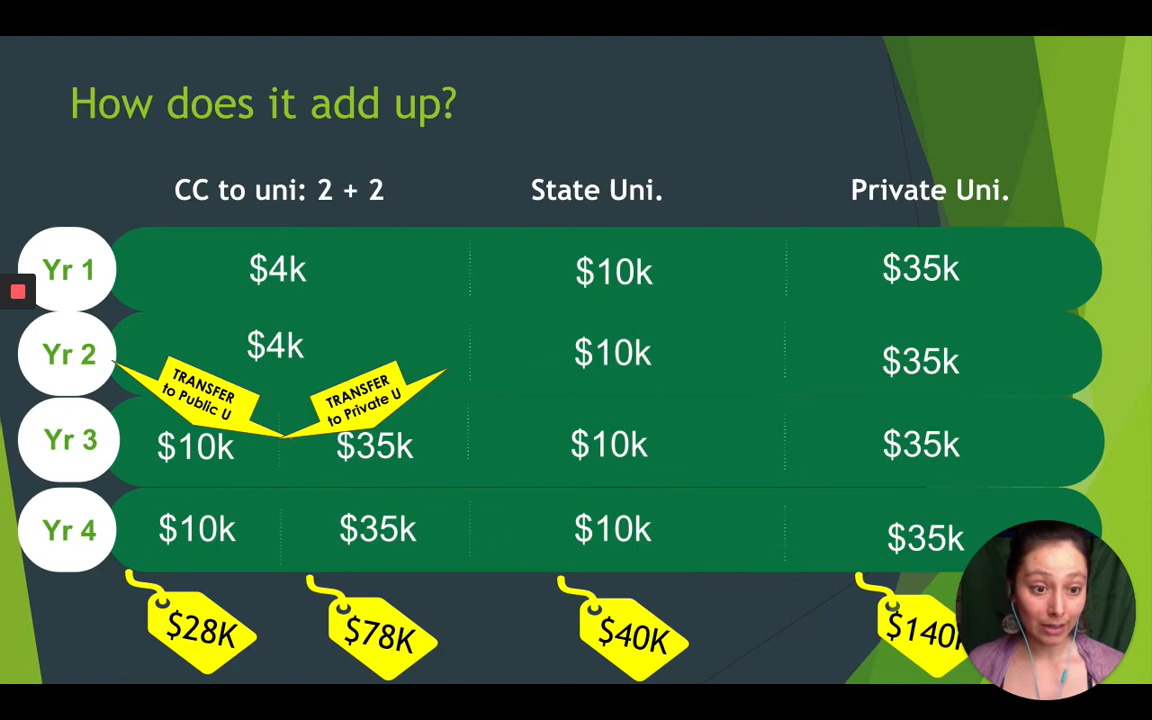 How does it add up?
CC to uni: 2 + 2
State Uni.
Private Uni.
Yr 1
$4k
$10k
$35k
Yr 2
$4k
$10k
$35k
TRANSFER
to Public U
TRANSFER
to Private U
Yr 3
$10k
$35k
$10k
$35k
Yr 4
$10k
$35k
$10k
$35k
$28K
$78K
$40K
$140K